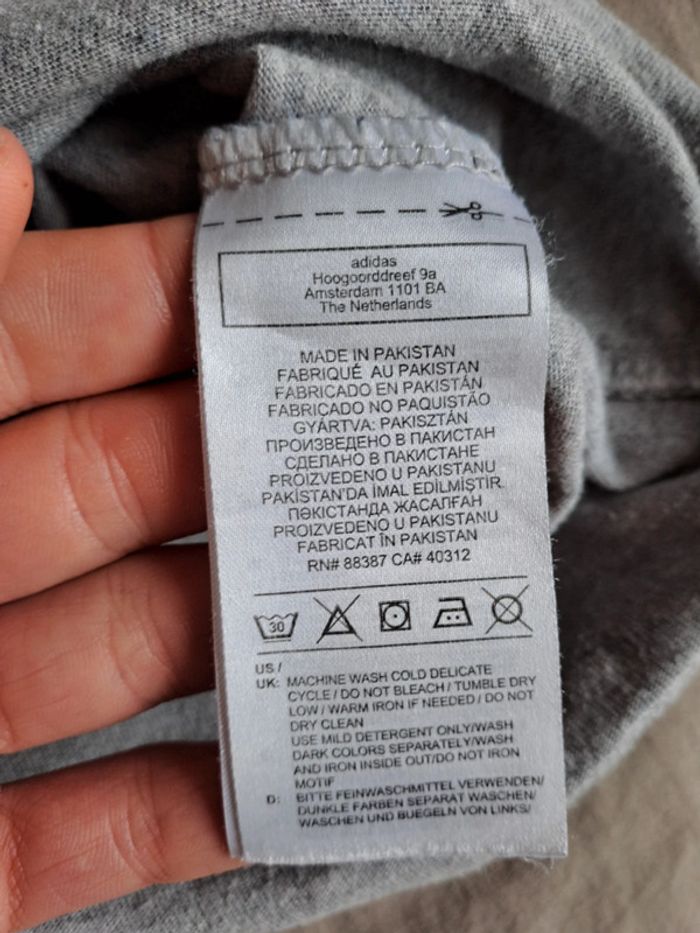 adidas
Hoogoorddreef 9a
Amsterdam 1101 BA
The Netherlands
MADE IN PAKISTAN
FABRIQUÉ AU PAKISTAN
FABRICADO EN PAKISTÁN
FABRICADO NO PAQUISTÃO
GYÁRTVA: PAKISZTÁN
ПРОИЗВЕДЕНО В ПАКИСТАН
СДЕЛАНО В ПАКИСТАНЕ
PROIZVEDENO U PAKISTANU
PAKİSTAN'DA İMAL EDİLMİŞTİR.
ПӘКІСТАНДА ЖАСАЛҒАН
PROIZVEDENO U PAKISTANU
FABRICAT ÎN PAKISTAN
RN# 88387 CA# 40312
30
US /
UK: MACHINE WASH COLD DELICATE
CYCLE / DO NOT BLEACH / TUMBLE DRY
LOW / WARM IRON IF NEEDED / DO NOT
DRY CLEAN
USE MILD DETERGENT ONLY/WASH
DARK COLORS SEPARATELY/WASH
AND IRON INSIDE OUT/DO NOT IRON
MOTIF
D: BITTE FEINWASCHMITTEL VERWENDEN/
DUNKLE FARBEN SEPARAT WASCHEN/
WASCHEN UND BUEGELN VON LINKS/